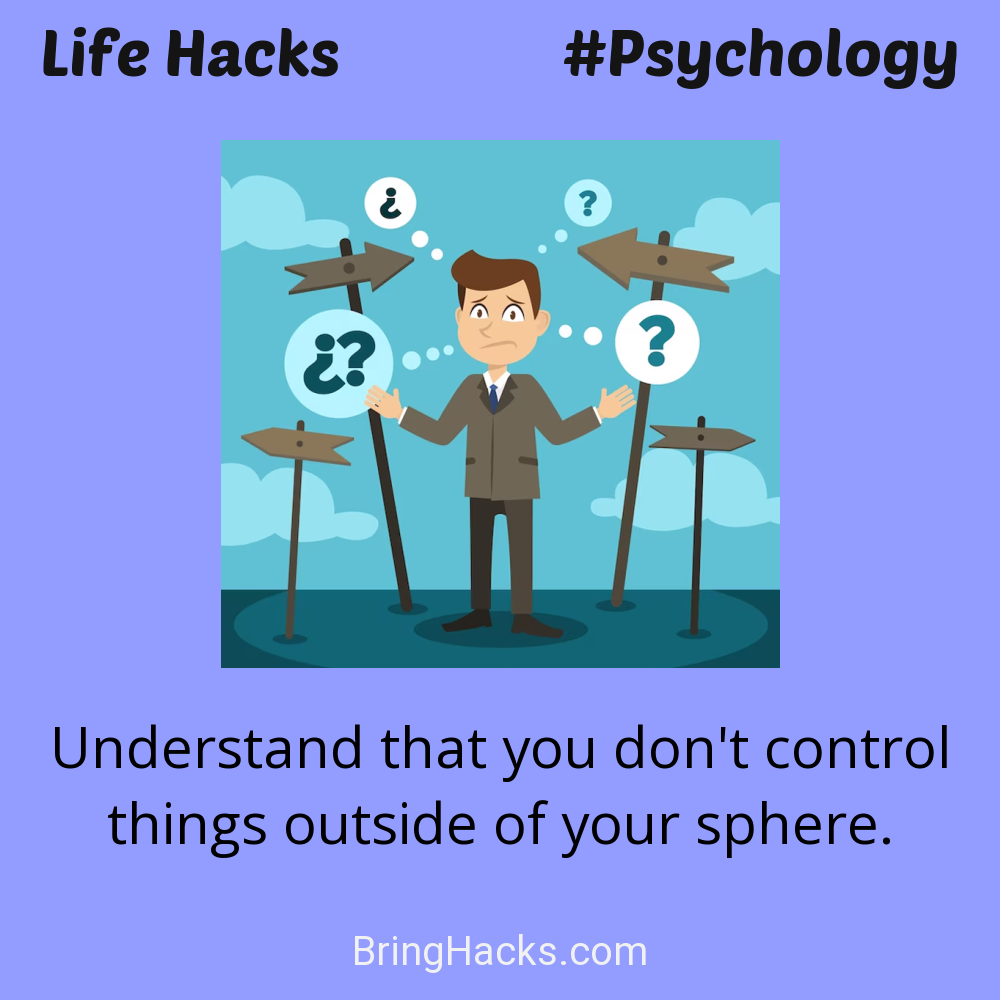 Life Hacks #Psychology
¿ ?
¿? ?
Understand that you don't control
things outside of your sphere.
BringHacks.com